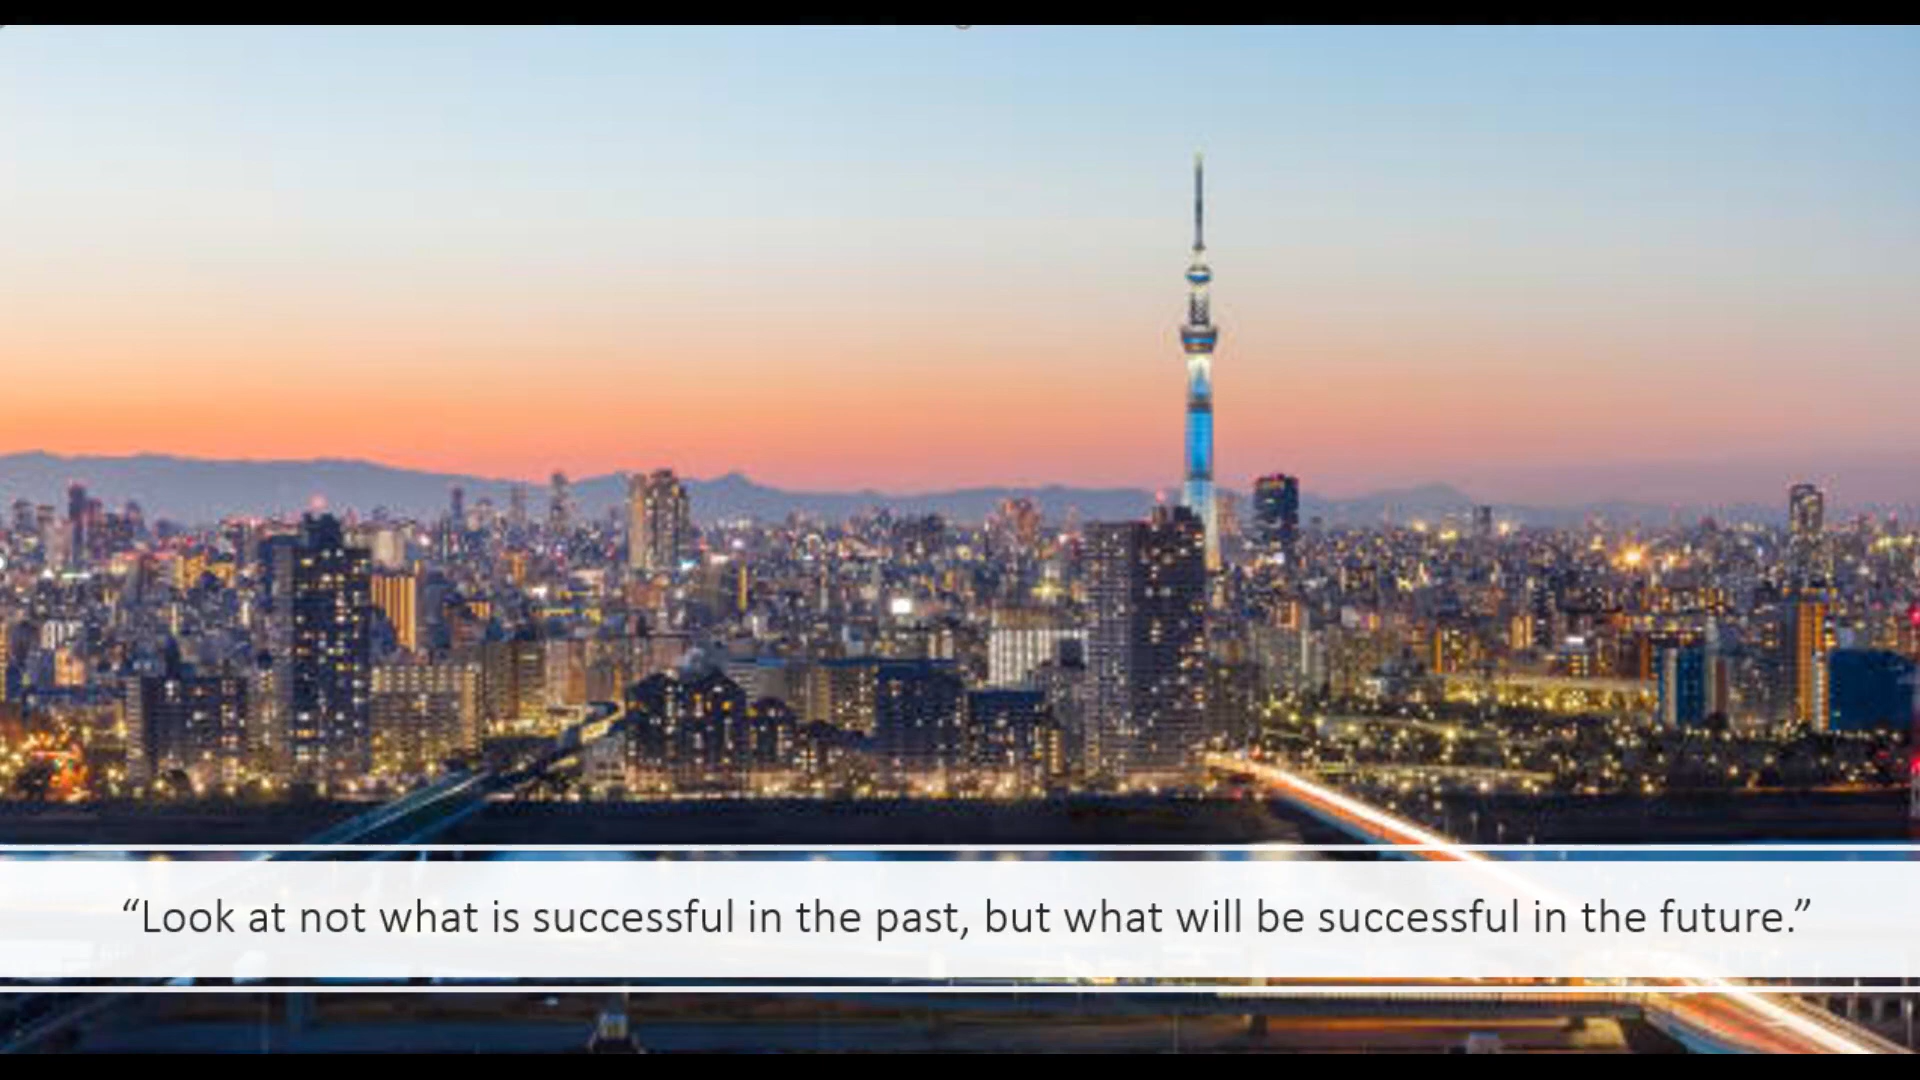 “Look at not what is successful in the past, but what will be successful in the future.”